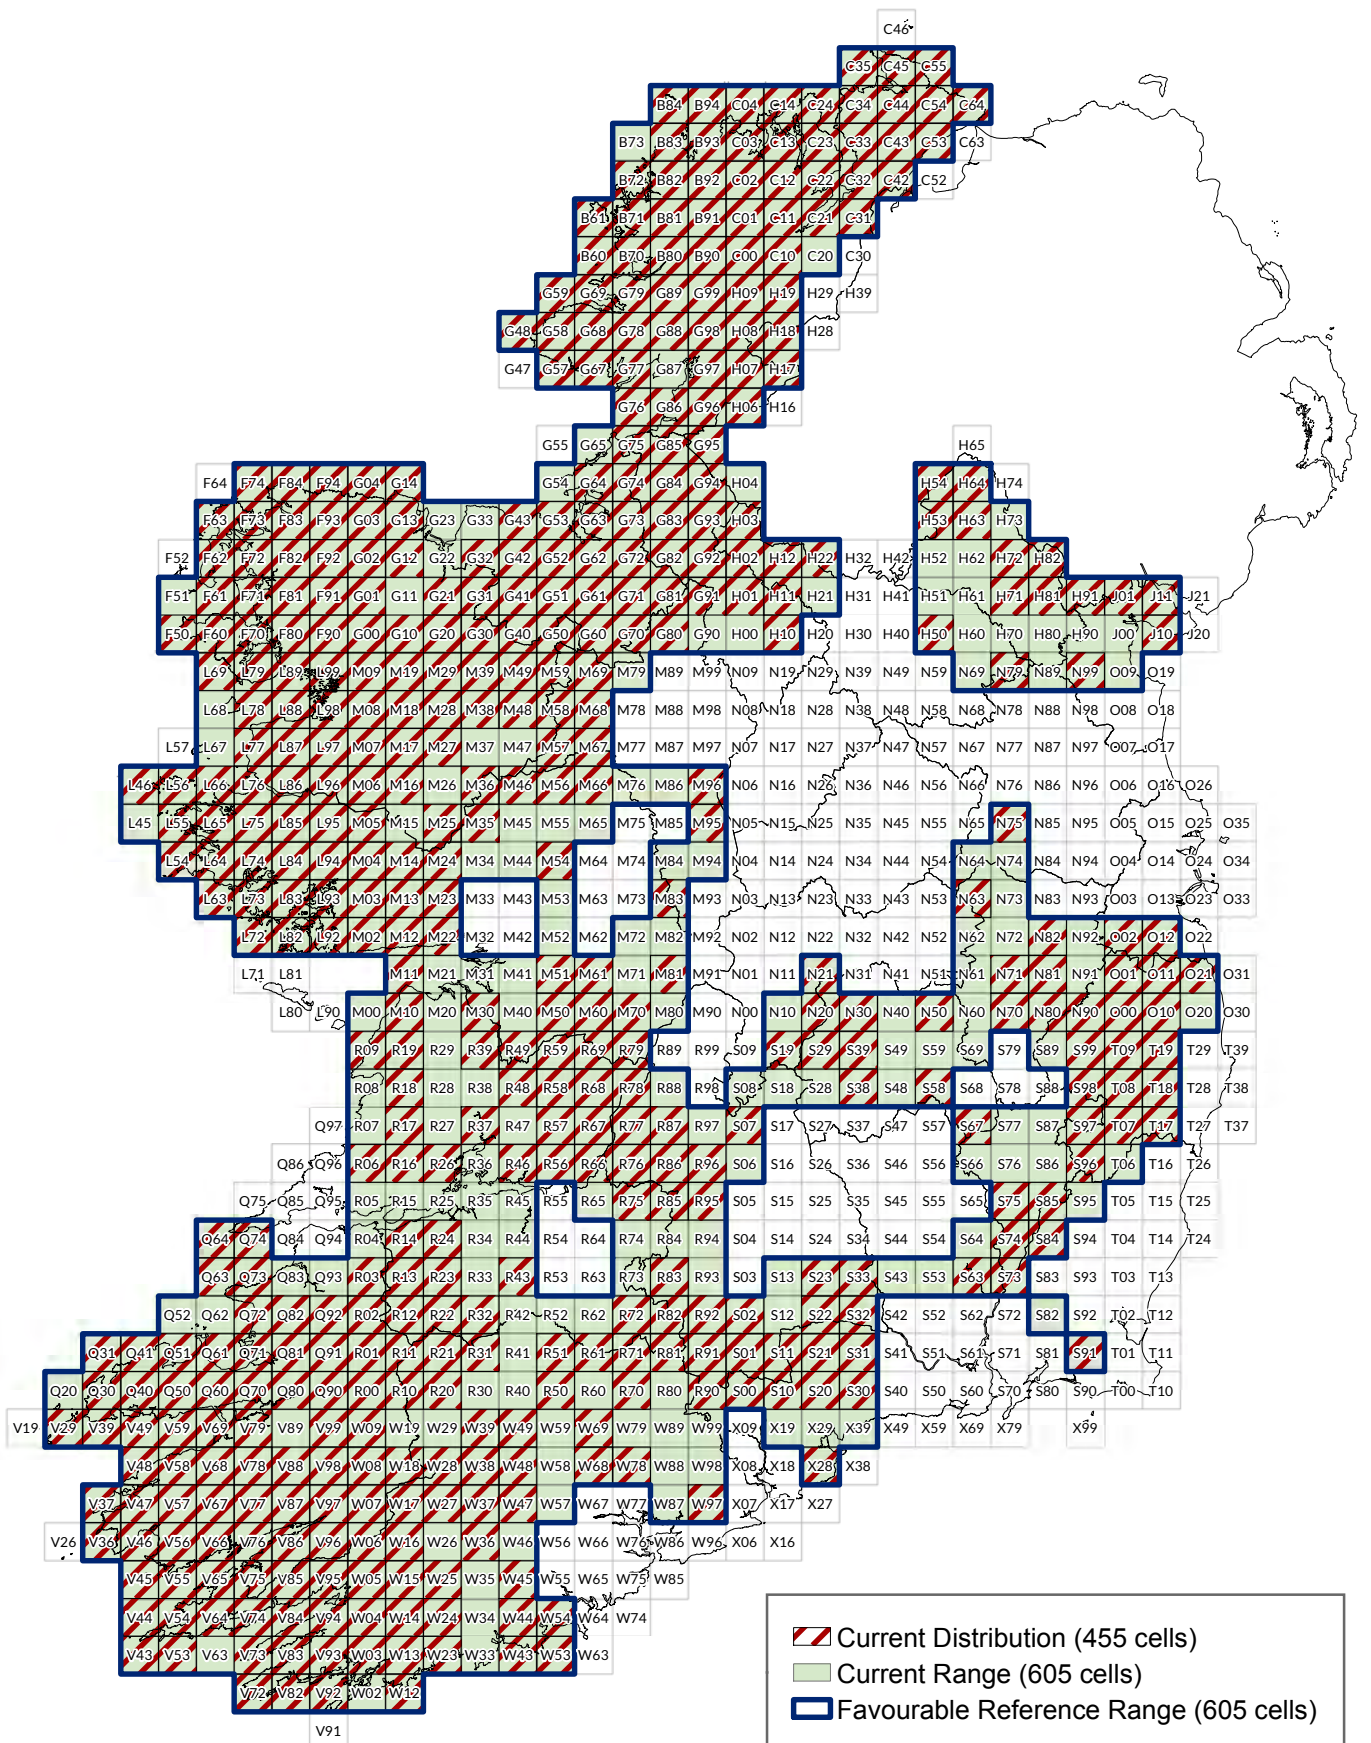 C46
C35 C45 C55
B84 B94 C04 C14 C24 C34 C44 C54 C64
B73 B83 B93 C03 C13 C23 C33 C43 C53 C63
B72 B82 B92 C02 C12 C22 C32 C42 C52
B61 B71 B81 B91 C01 C11 C21 C31
B60 B70 B80 B90 C00 C10 C20 C30
G59 G69 G79 G89 G99 H09 H19 H29 H39
G48 G58 G68 G78 G88 G98 H08 H18 H28
G47 G57 G67 G77 G87 G97 H07 H17
G76 G86 G96 H06 H16
G55 G65 G75 G85 G95 H65
F64 F74 F84 F94 G04 G14 G54 G64 G74 G84 G94 H04 H54 H64 H74
F63 F73 F83 F93 G03 G13 G23 G33 G43 G53 G63 G73 G83 G93 H03 H53 H63 H73
F52 F62 F72 F82 F92 G02 G12 G22 G32 G42 G52 G62 G72 G82 G92 H02 H12 H22 H32 H42 H52 H62 H72 H82
F51 F61 F71 F81 F91 G01 G11 G21 G31 G41 G51 G61 G71 G81 G91 H01 H11 H21 H31 H41 H51 H61 H71 H81 H91 J01 J11 J21
F50 F60 F70 F80 F90 G00 G10 G20 G30 G40 G50 G60 G70 G80 G90 H00 H10 H20 H30 H40 H50 H60 H70 H80 H90 J00 J10 J20
L69 L79 L89 L99 M09 M19 M29 M39 M49 M59 M69 M79 M89 M99 N09 N19 N29 N39 N49 N59 N69 N79 N89 N99 O09 O19
L68 L78 L88 L98 M08 M18 M28 M38 M48 M58 M68 M78 M88 M98 N08 N18 N28 N38 N48 N58 N68 N78 N88 N98 O08 O18
L57 L67 L77 L87 L97 M07 M17 M27 M37 M47 M57 M67 M77 M87 M97 N07 N17 N27 N37 N47 N57 N67 N77 N87 N97 O07 O17
L46 L56 L66 L76 L86 L96 M06 M16 M26 M36 M46 M56 M66 M76 M86 M96 N06 N16 N26 N36 N46 N56 N66 N76 N86 N96 O06 O16 O26
L45 L55 L65 L75 L85 L95 M05 M15 M25 M35 M45 M55 M65 M75 M85 M95 N05 N15 N25 N35 N45 N55 N65 N75 N85 N95 O05 O15 O25 O35
L54 L64 L74 L84 L94 M04 M14 M24 M34 M44 M54 M64 M74 M84 M94 N04 N14 N24 N34 N44 N54 N64 N74 N84 N94 O04 O14 O24 O34
L63 L73 L83 L93 M03 M13 M23 M33 M43 M53 M63 M73 M83 M93 N03 N13 N23 N33 N43 N53 N63 N73 N83 N93 O03 O13 O23 O33
L72 L82 L92 M02 M12 M22 M32 M42 M52 M62 M72 M82 M92 N02 N12 N22 N32 N42 N52 N62 N72 N82 N92 O02 O12 O22
L71 L81 M11 M21 M31 M41 M51 M61 M71 M81 M91 N01 N11 N21 N31 N41 N51 N61 N71 N81 N91 O01 O11 O21 O31
L80 L90 M00 M10 M20 M30 M40 M50 M60 M70 M80 M90 N00 N10 N20 N30 N40 N50 N60 N70 N80 N90 O00 O10 O20 O30
R09 R19 R29 R39 R49 R59 R69 R79 R89 R99 S09 S19 S29 S39 S49 S59 S69 S79 S89 S99 T09 T19 T29 T39
R08 R18 R28 R38 R48 R58 R68 R78 R88 R98 S08 S18 S28 S38 S48 S58 S68 S78 S88 S98 T08 T18 T28 T38
Q97 R07 R17 R27 R37 R47 R57 R67 R77 R87 R97 S07 S17 S27 S37 S47 S57 S67 S77 S87 S97 T07 T17 T27 T37
Q86 Q96 R06 R16 R26 R36 R46 R56 R66 R76 R86 R96 S06 S16 S26 S36 S46 S56 S66 S76 S86 S96 T06 T16 T26
Q75 Q85 Q95 R05 R15 R25 R35 R45 R55 R65 R75 R85 R95 S05 S15 S25 S35 S45 S55 S65 S75 S85 S95 T05 T15 T25
Q64 Q74 Q84 Q94 R04 R14 R24 R34 R44 R54 R64 R74 R84 R94 S04 S14 S24 S34 S44 S54 S64 S74 S84 S94 T04 T14 T24
Q63 Q73 Q83 Q93 R03 R13 R23 R33 R43 R53 R63 R73 R83 R93 S03 S13 S23 S33 S43 S53 S63 S73 S83 S93 T03 T13
Q52 Q62 Q72 Q82 Q92 R02 R12 R22 R32 R42 R52 R62 R72 R82 R92 S02 S12 S22 S32 S42 S52 S62 S72 S82 S92 T02 T12
Q31 Q41 Q51 Q61 Q71 Q81 Q91 R01 R11 R21 R31 R41 R51 R61 R71 R81 R91 S01 S11 S21 S31 S41 S51 S61 S71 S81 S91 T01 T11
Q20 Q30 Q40 Q50 Q60 Q70 Q80 Q90 R00 R10 R20 R30 R40 R50 R60 R70 R80 R90 S00 S10 S20 S30 S40 S50 S60 S70 S80 S90 T00 T10
V19 V29 V39 V49 V59 V69 V79 V89 V99 W09 W19 W29 W39 W49 W59 W69 W79 W89 W99 X09 X19 X29 X39 X49 X59 X69 X79 X99
V48 V58 V68 V78 V88 V98 W08 W18 W28 W38 W48 W58 W68 W78 W88 W98 X08 X18 X28 X38
V37 V47 V57 V67 V77 V87 V97 W07 W17 W27 W37 W47 W57 W67 W77 W87 W97 X07 X17 X27
V26 V36 V46 V56 V66 V76 V86 V96 W06 W16 W26 W36 W46 W56 W66 W76 W86 W96 X06 X16
V45 V55 V65 V75 V85 V95 W05 W15 W25 W35 W45 W55 W65 W75 W85
V44 V54 V64 V74 V84 V94 W04 W14 W24 W34 W44 W54 W64 W74
V43 V53 V63 V73 V83 V93 W03 W13 W23 W33 W43 W53 W63
V72 V82 V92 W02 W12
V91
Current Distribution (455 cells)
Current Range (605 cells)
Favourable Reference Range (605 cells)